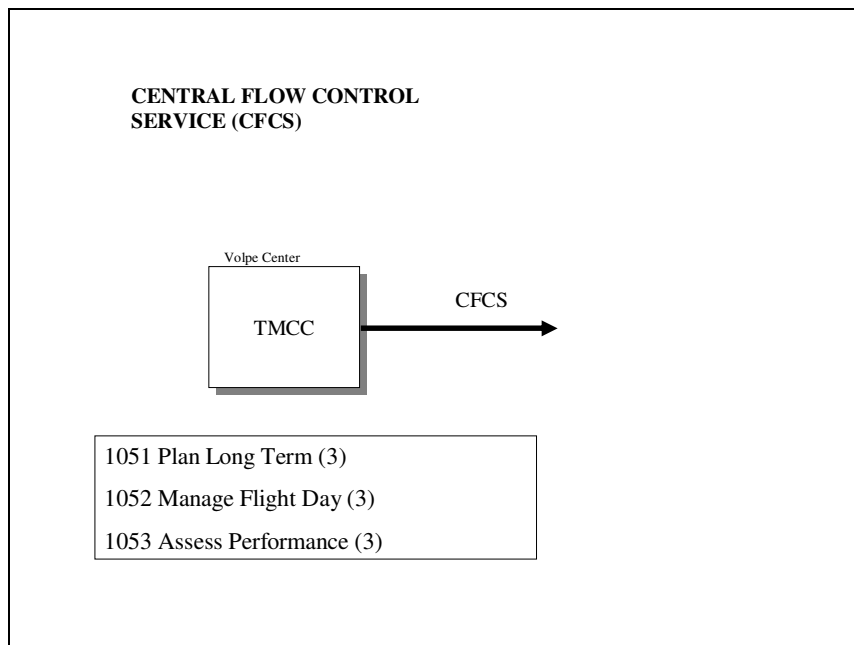 CENTRAL FLOW CONTROL
SERVICE (CFCS)
Volpe Center
TMCC
CFCS
1051 Plan Long Term (3)
1052 Manage Flight Day (3)
1053 Assess Performance (3)